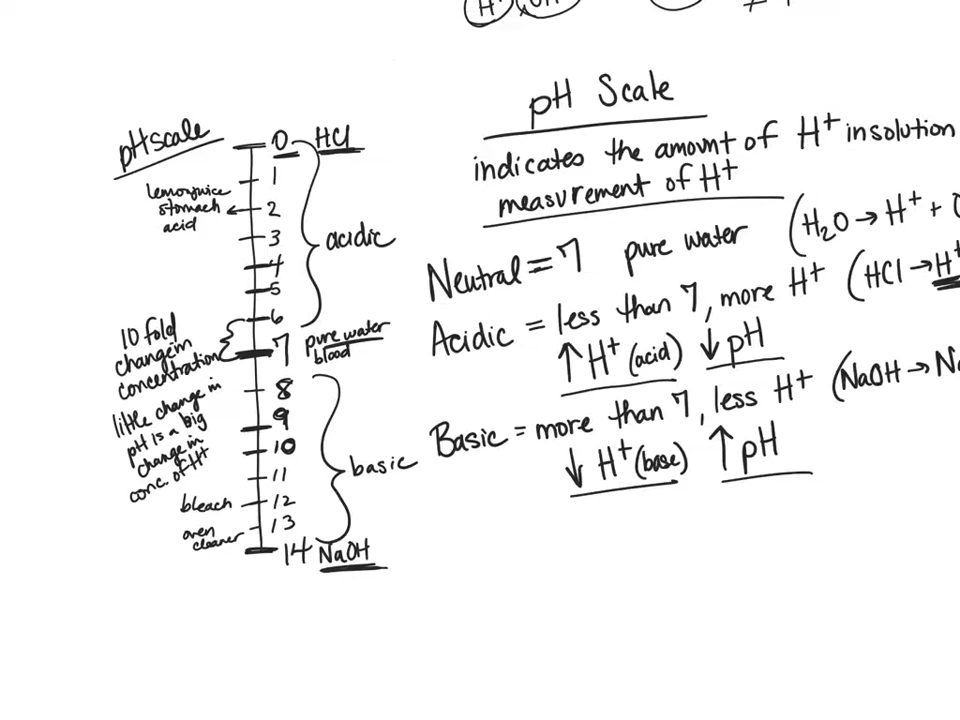 H+, OH
pH Scale
indicates the amount of H+ in solution
measurement of H+
Neutral = 7 pure water (H2O → H+ +
Acidic = less than 7, more H+ (HCl → H+
↑ H+ (acid) ↓ pH
Basic = more than 7, less H+ (NaOH → Na
↓ H+ (base) ↑ pH
pH scale
0 HCl
1
lemon juice
stomach
acid
2
3
acidic
4
5
6
10 fold
change in
concentration
7 pure water
blood
little change in
pH is a big
change in
conc. of H+
8
9
10
11
basic
bleach 12
oven
cleaner
13
14 NaOH